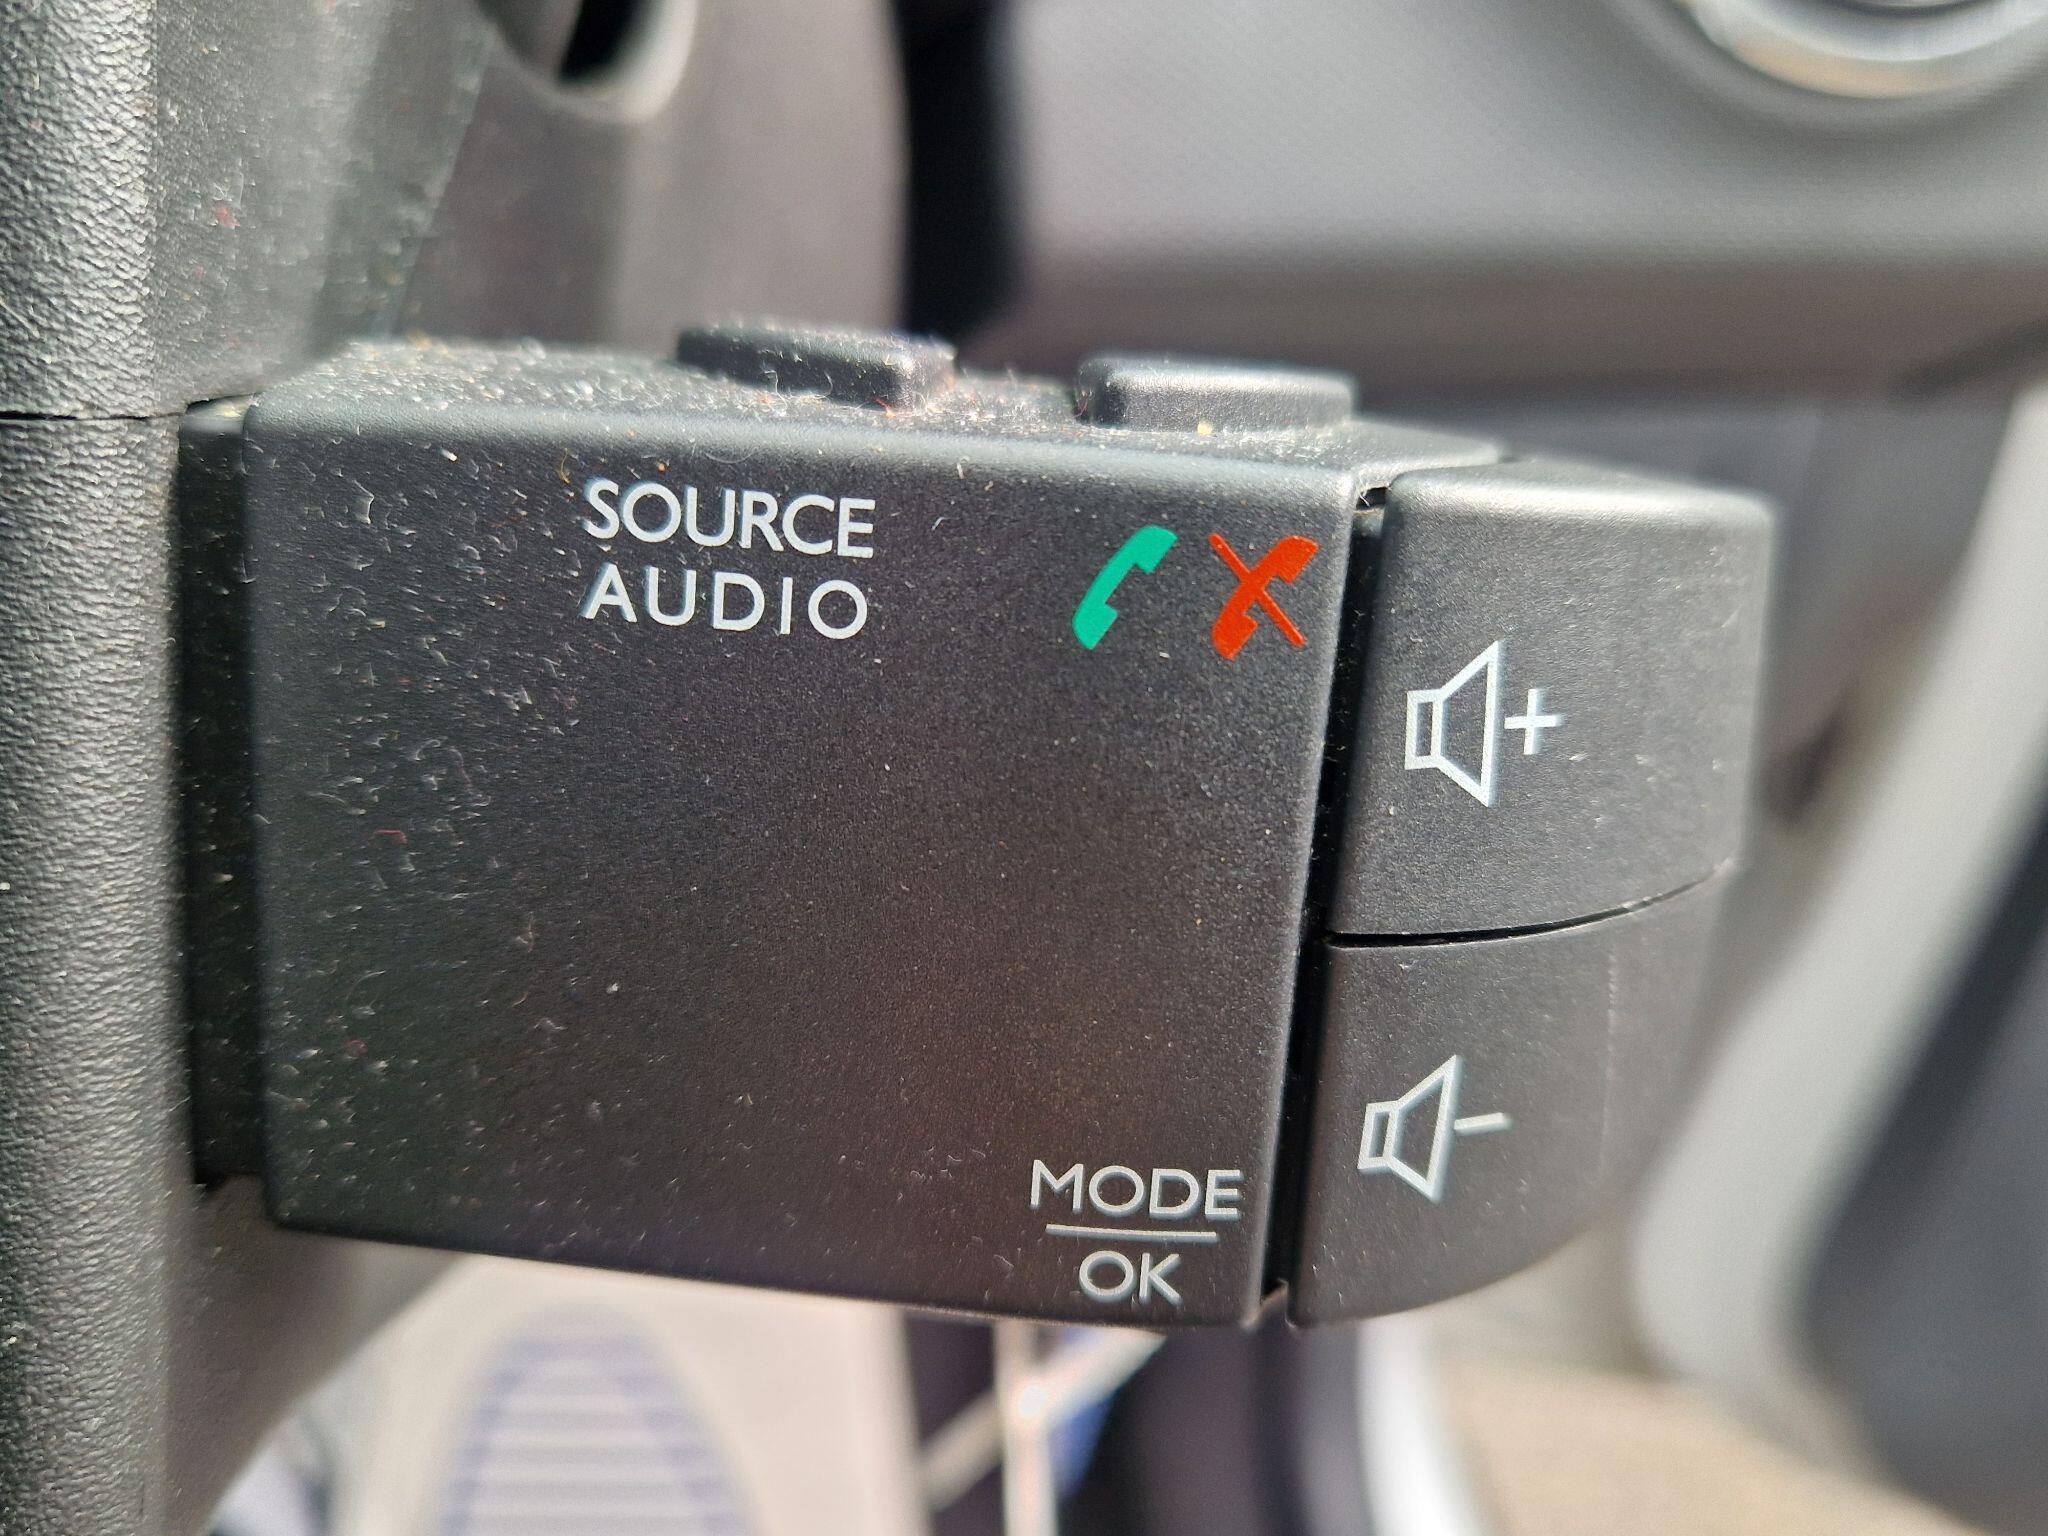 SOURCE
AUDIO
+
-
MODE
OK